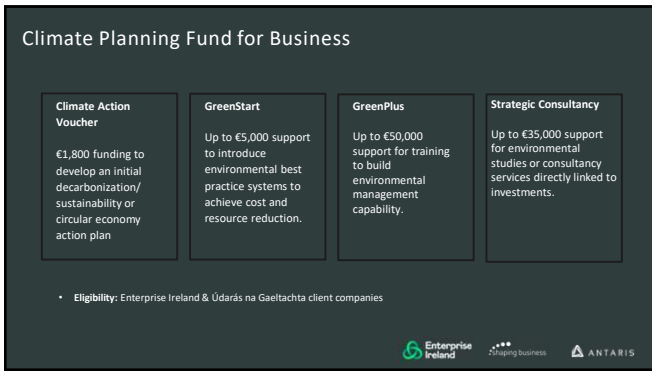 Climate Planning Fund for Business
Climate Action
Voucher
€1,800 funding to
develop an initial
decarbonization/
sustainability or
circular economy
action plan
GreenStart
Up to €5,000 support
to introduce
environmental best
practice systems to
achieve cost and
resource reduction.
GreenPlus
Up to €50,000
support for training
to build
environmental
management
capability.
Strategic Consultancy
Up to €35,000 support
for environmental
studies or consultancy
services directly linked to
investments.
• Eligibility: Enterprise Ireland & Údarás na Gaeltachta client companies
Enterprise
Ireland
shaping business
ANTARIS